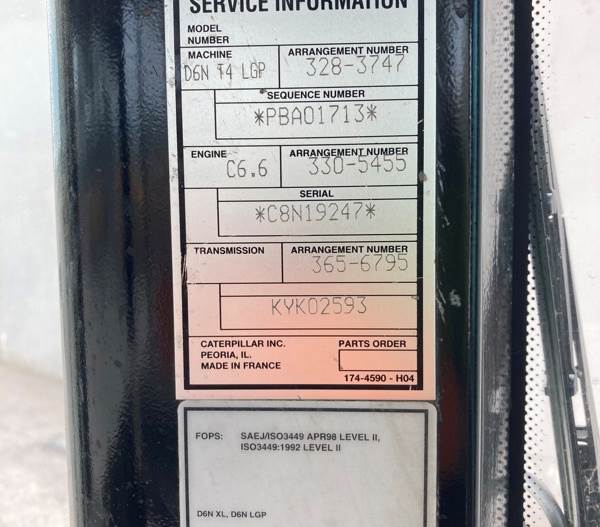 SERVICE INFORMATION
MODEL
NUMBER
MACHINE ARRANGEMENT NUMBER
D6N T4 LGP 328-3747
SEQUENCE NUMBER
*PBA01713*
ENGINE ARRANGEMENT NUMBER
C6.6 330-5455
SERIAL
*C8N19247*
TRANSMISSION ARRANGEMENT NUMBER
365-6795
KYK02593
CATERPILLAR INC. PARTS ORDER
PEORIA, IL.
MADE IN FRANCE
174-4590 - H04
FOPS: SAEJ/ISO3449 APR98 LEVEL II,
ISO3449:1992 LEVEL II
D6N XL, D6N LGP